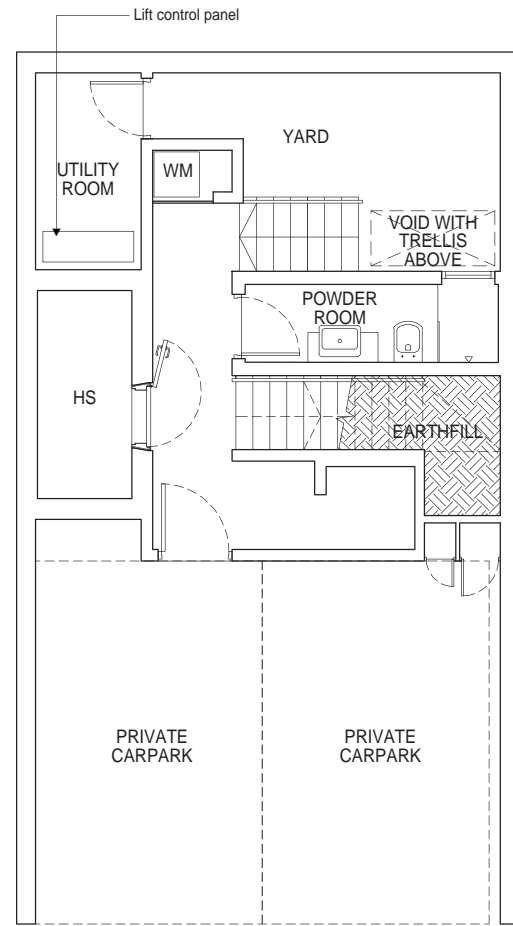 Lift control panel
YARD
UTILITY
ROOM
WM
VOID WITH
TRELLIS
ABOVE
POWDER
ROOM
HS
EARTHFILL
PRIVATE
CARPARK
PRIVATE
CARPARK